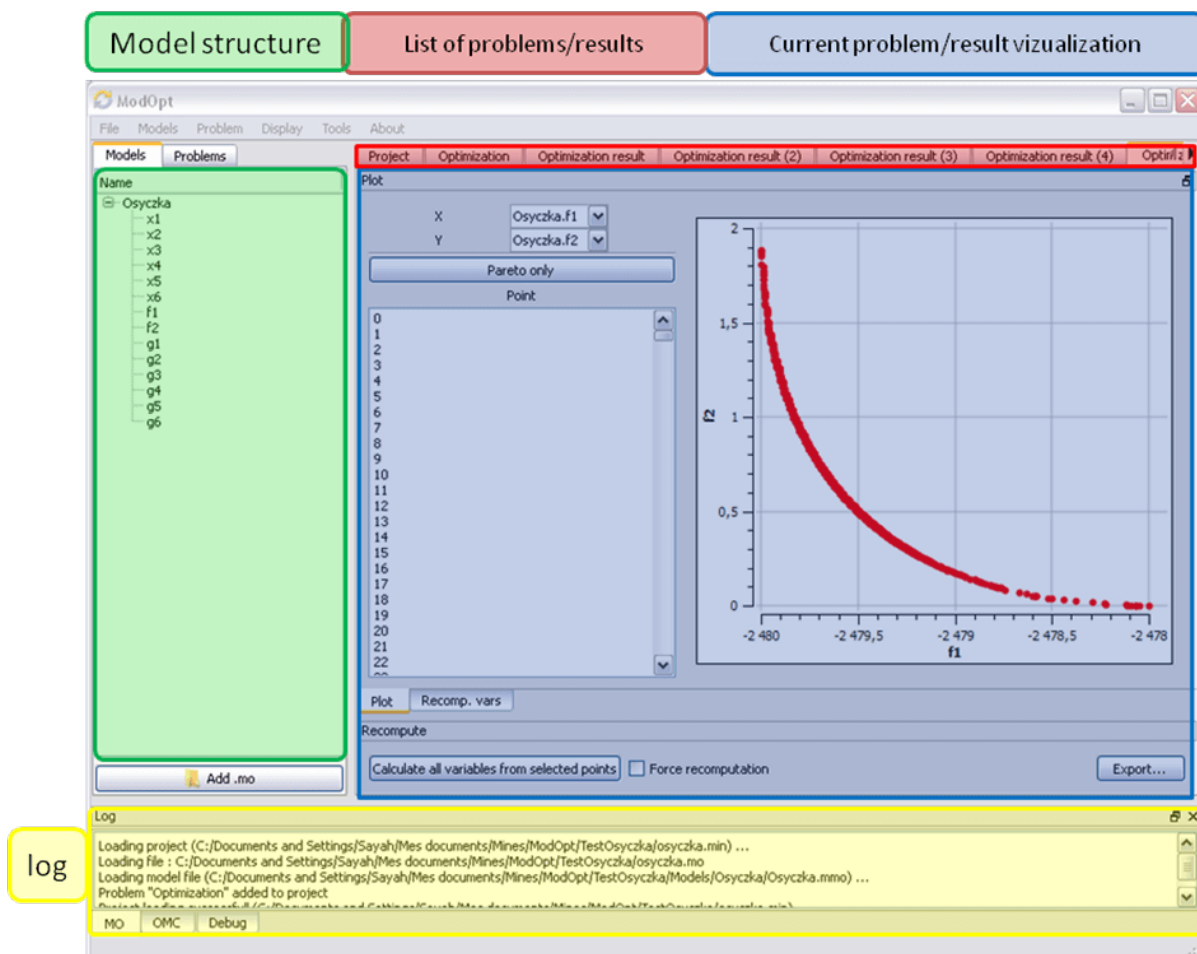 Model structure
List of problems/results
Current problem/result vizualization
ModOpt
File Models Problem Display Tools About
Models Problems
Project Optimization Optimization result Optimization result (2) Optimization result (3) Optimization result (4)
Name
Osyczka
x1
x2
x3
x4
x5
x6
f1
f2
g1
g2
g3
g4
g5
g6
Add .mo
Plot
X Osyczka.f1
Y Osyczka.f2
Pareto only
Point
0
1
2
3
4
5
6
7
8
9
10
11
12
13
14
15
16
17
18
19
20
21
22
2
1,5
1
0,5
0
f2
-2 480 -2 479,5 -2 479 -2 478,5 -2 478
f1
Plot Recomp. vars
Recompute
Calculate all variables from selected points Force recomputation Export...
log
Log
Loading project (C:/Documents and Settings/Sayah/Mes documents/Mines/ModOpt/TestOsyczka/osyczka.min) ...
Loading file : C:/Documents and Settings/Sayah/Mes documents/Mines/ModOpt/TestOsyczka/osyczka.mo
Loading model file (C:/Documents and Settings/Sayah/Mes documents/Mines/ModOpt/TestOsyczka/Models/Osyczka/Osyczka.mmo) ...
Problem "Optimization" added to project
MO OMC Debug